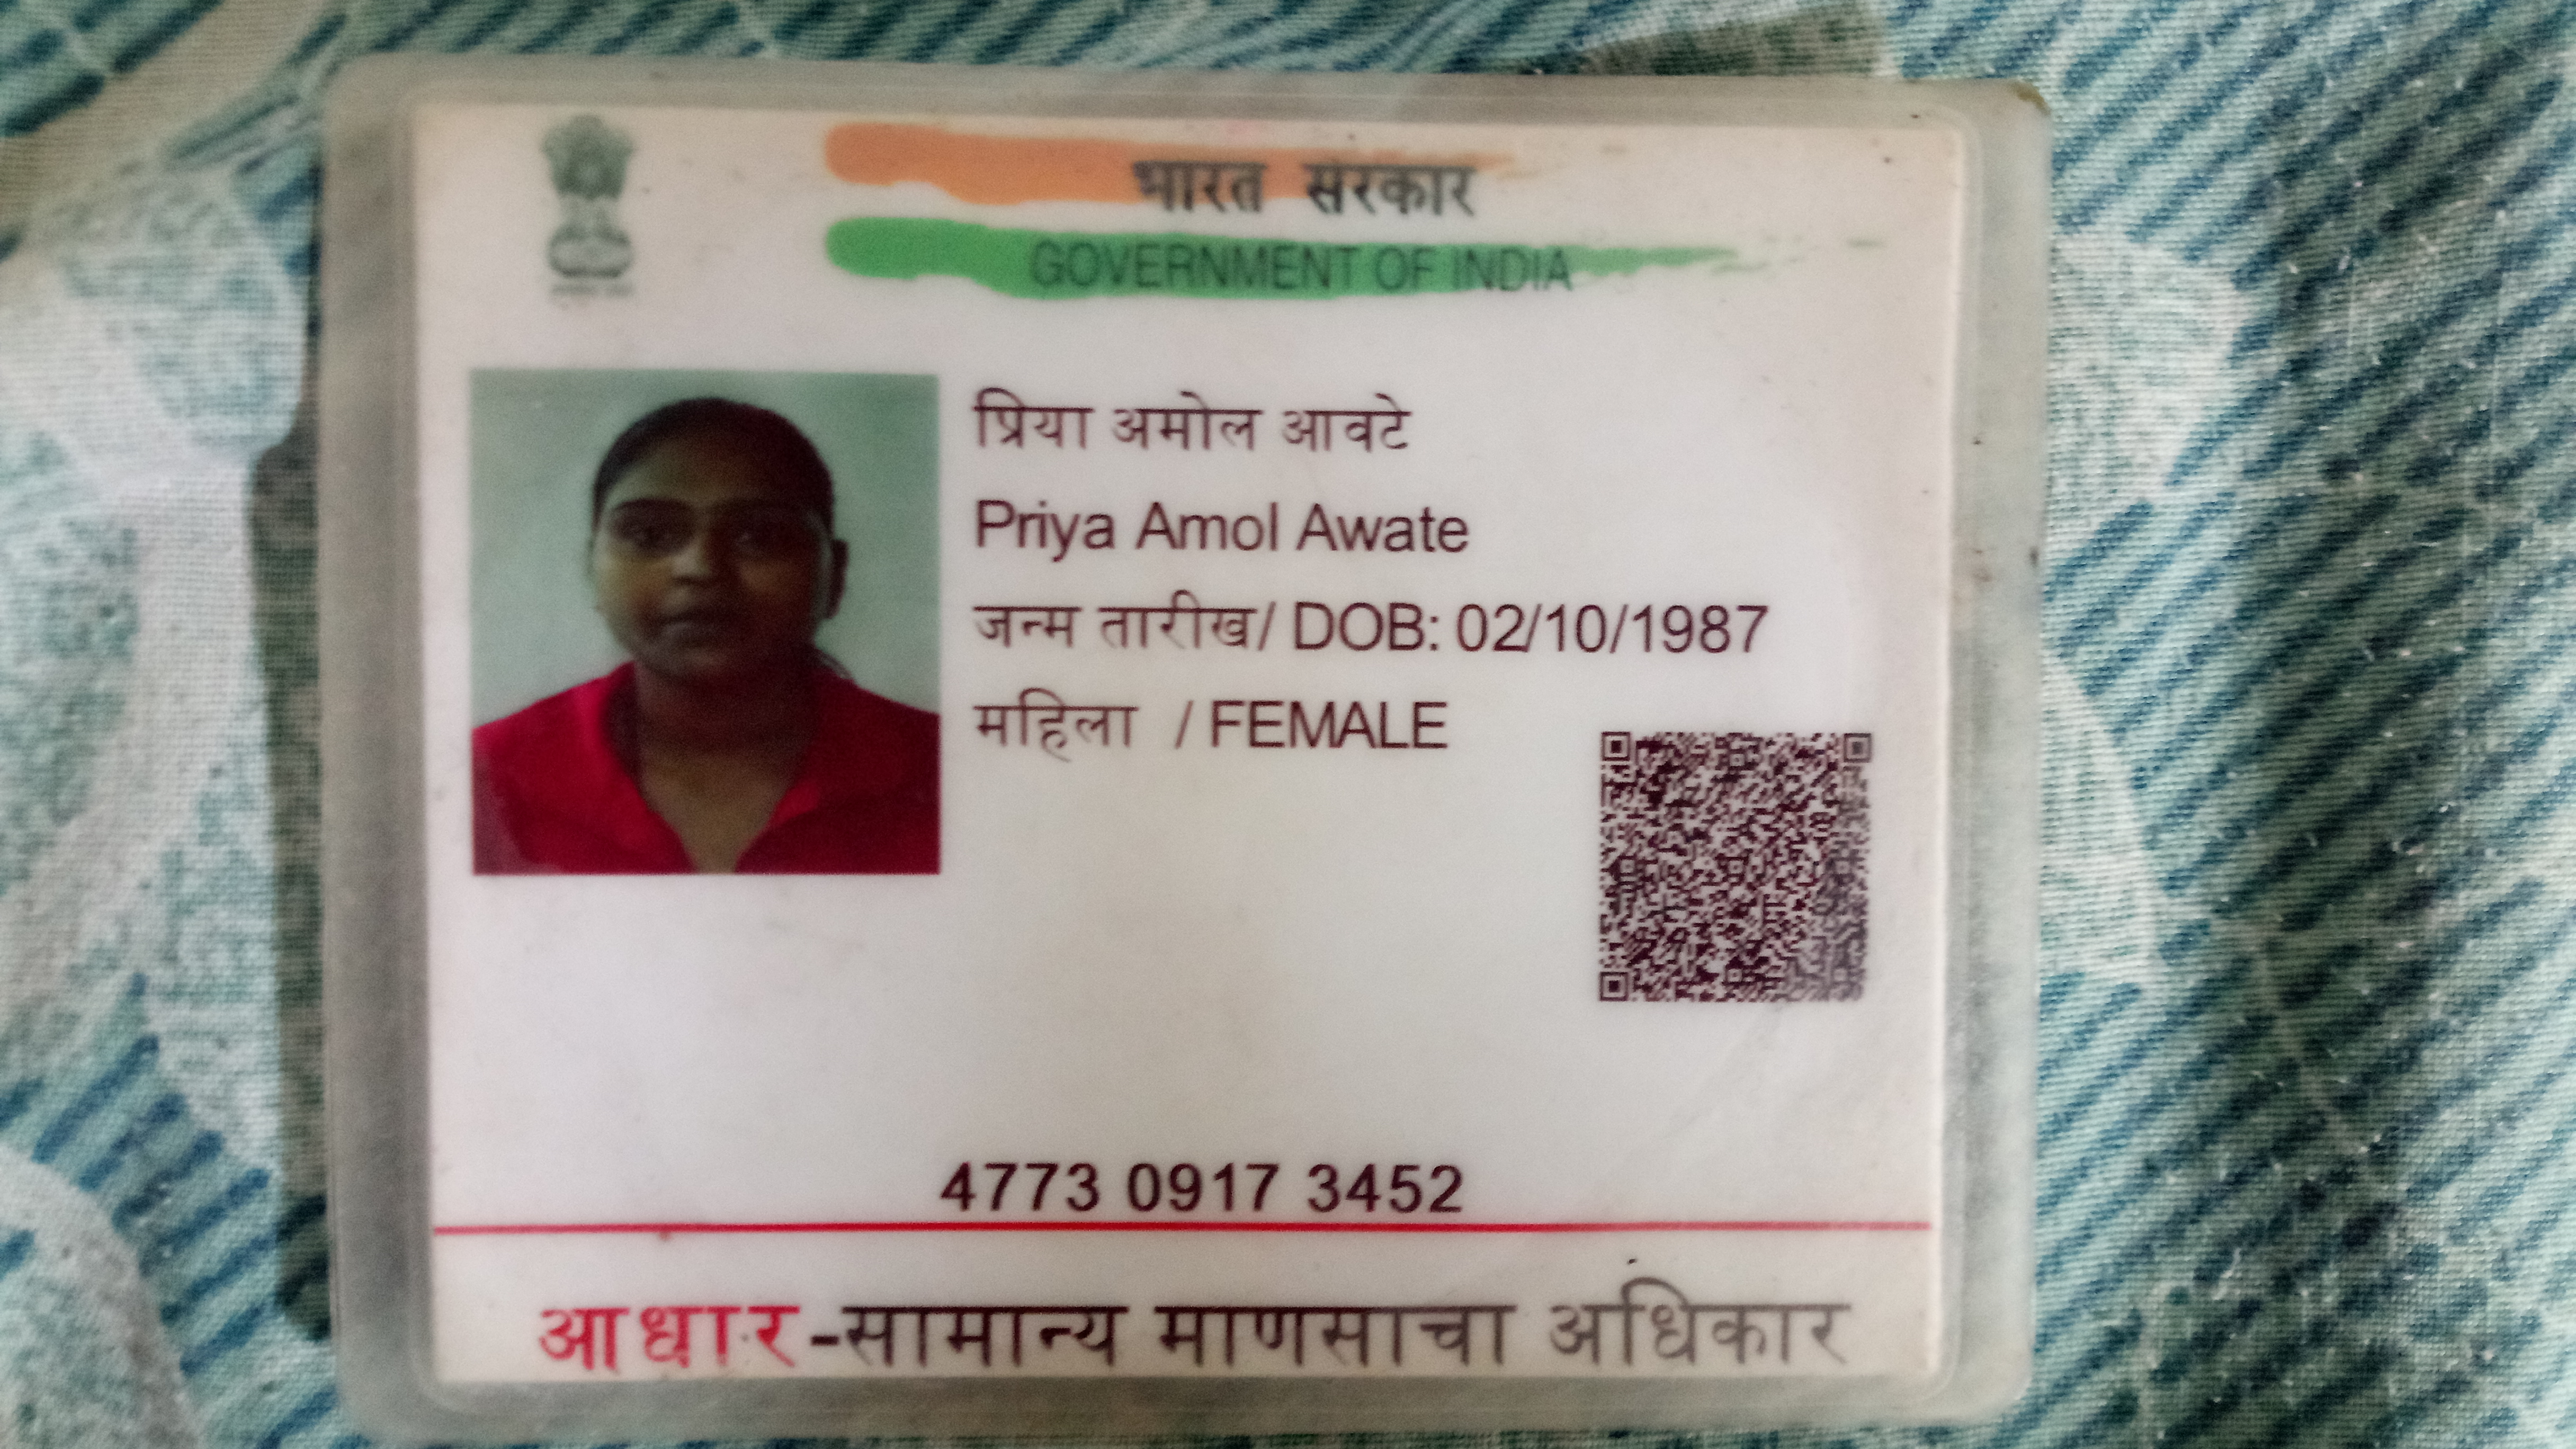 भारत सरकार
GOVERNMENT OF INDIA
प्रिया अमोल आवटे
Priya Amol Awate
जन्म तारीख/ DOB: 02/10/1987
महिला / FEMALE
4773 0917 3452
आधार-सामान्य माणसाचा अधिकार